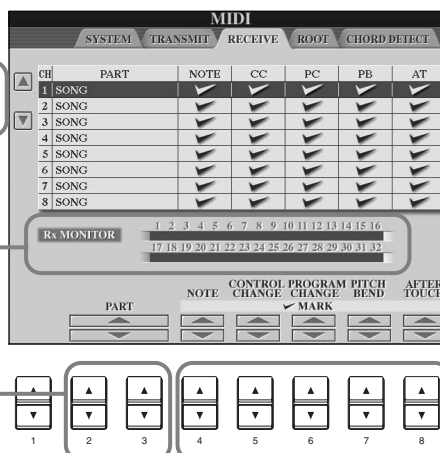 MIDI
SYSTEM TRANSMIT RECEIVE ROOT CHORD DETECT
CH PART NOTE CC PC PB AT
1 SONG
2 SONG
3 SONG
4 SONG
5 SONG
6 SONG
7 SONG
8 SONG
1 2 3 4 5 6 7 8 9 10 11 12 13 14 15 16
Rx MONITOR
17 18 19 20 21 22 23 24 25 26 27 28 29 30 31 32
CONTROL PROGRAM PITCH AFTER
NOTE CHANGE CHANGE BEND TOUCH
PART MARK
1 2 3 4 5 6 7 8